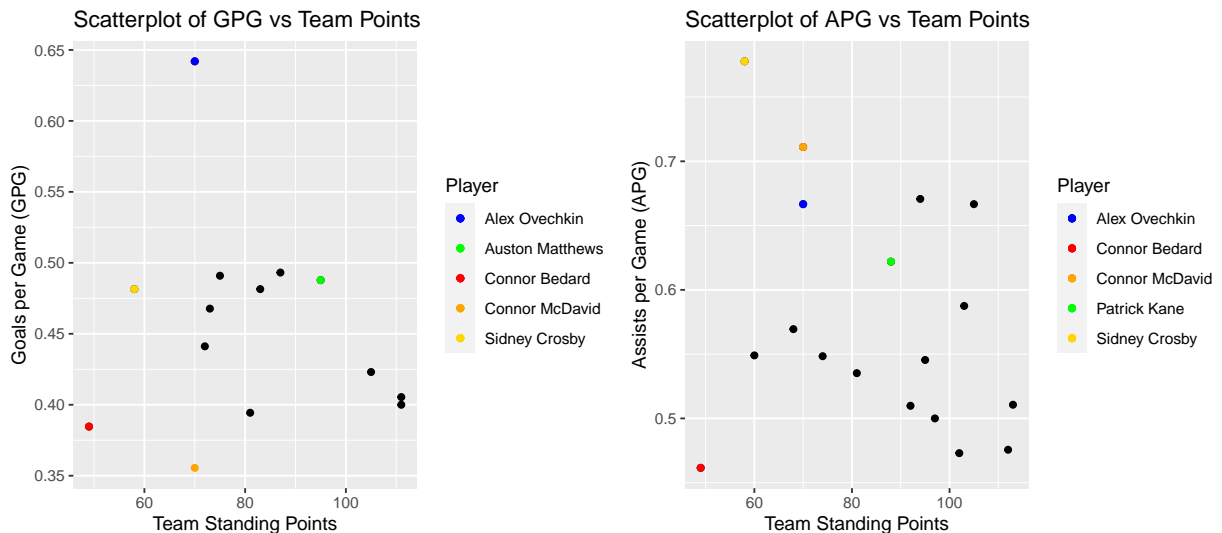 Scatterplot of GPG vs Team Points
Goals per Game (GPG)
0.65
0.60
0.55
0.50
0.45
0.40
0.35
60 80 100
Team Standing Points
Player
Alex Ovechkin
Auston Matthews
Connor Bedard
Connor McDavid
Sidney Crosby
Scatterplot of APG vs Team Points
Assists per Game (APG)
0.7
0.6
0.5
60 80 100
Team Standing Points
Player
Alex Ovechkin
Connor Bedard
Connor McDavid
Patrick Kane
Sidney Crosby